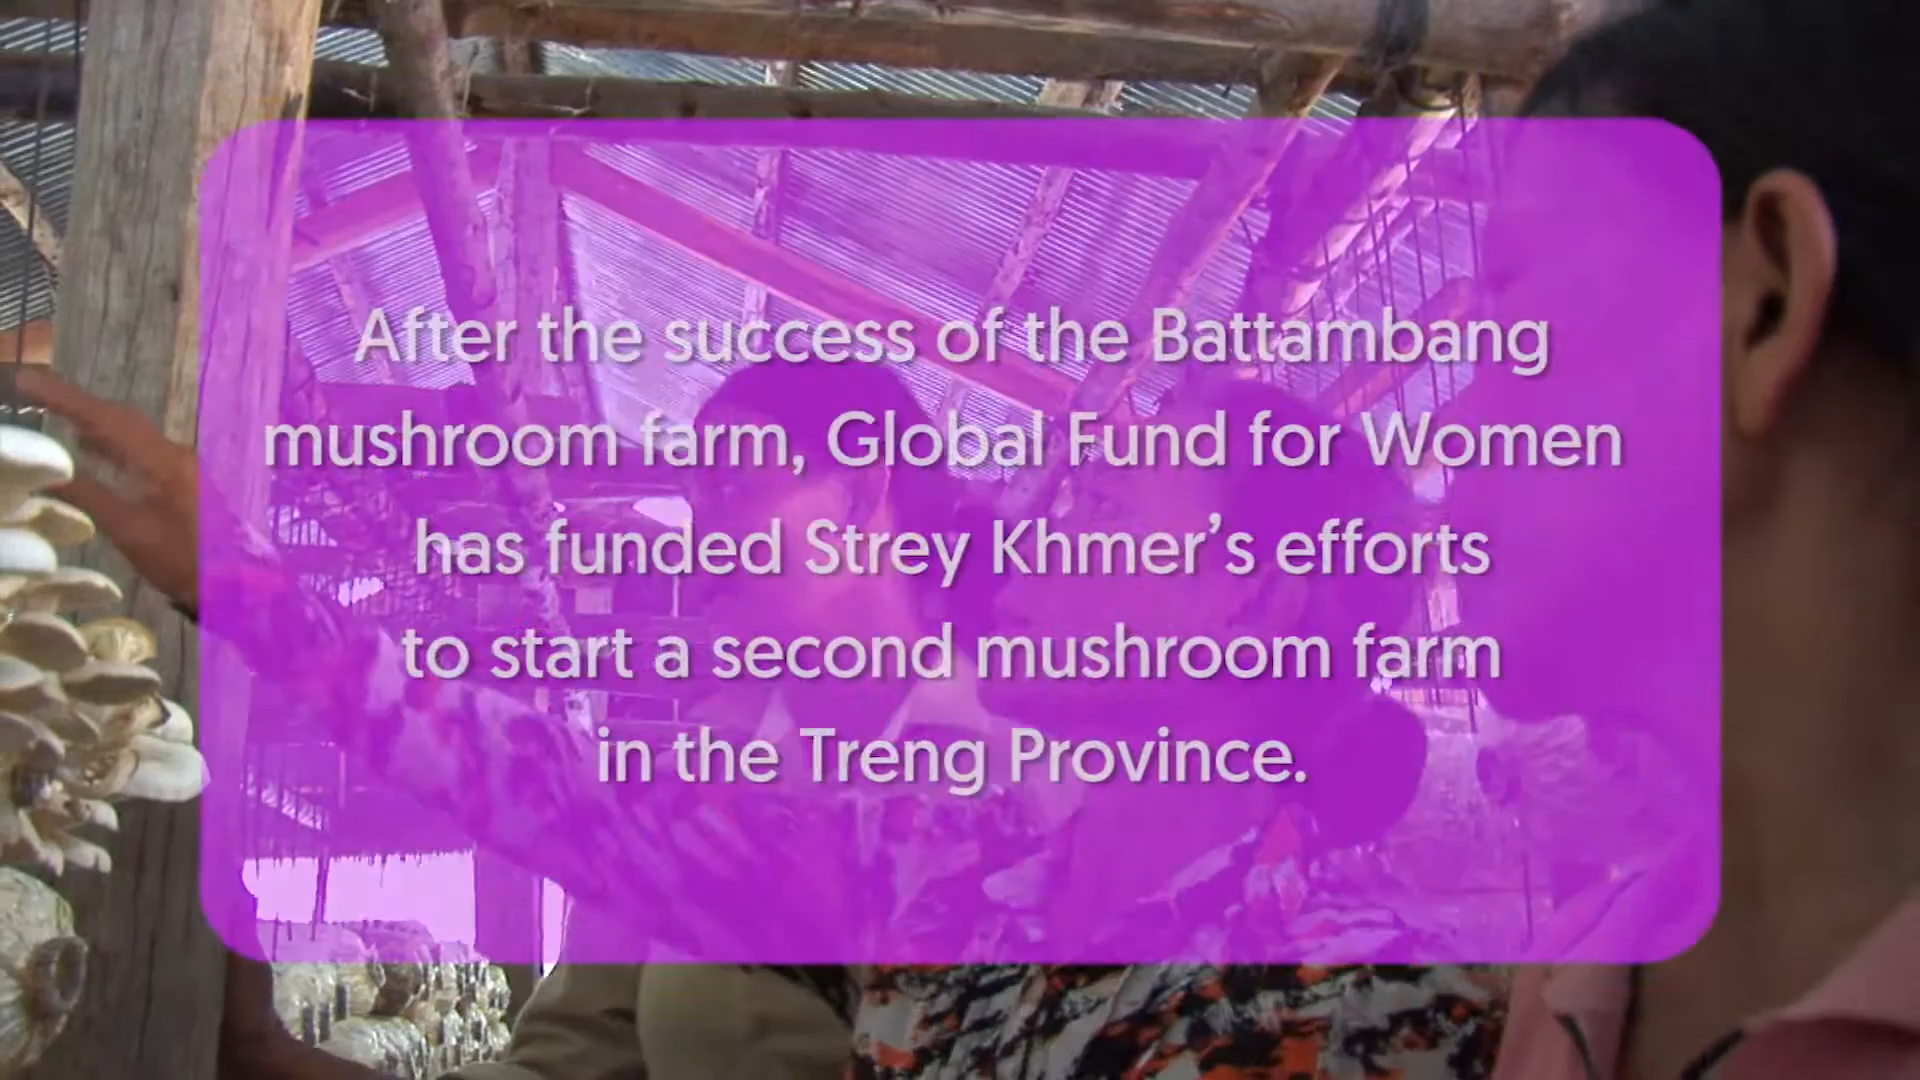 After the success of the Battambang
mushroom farm, Global Fund for Women
has funded Strey Khmer’s efforts
to start a second mushroom farm
in the Treng Province.